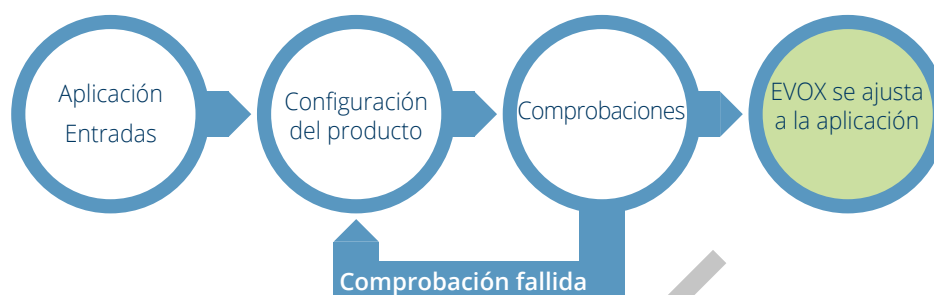 Aplicación
Entradas
Configuración
del producto
Comprobaciones
EVOX se ajusta
a la aplicación
Comprobación fallida